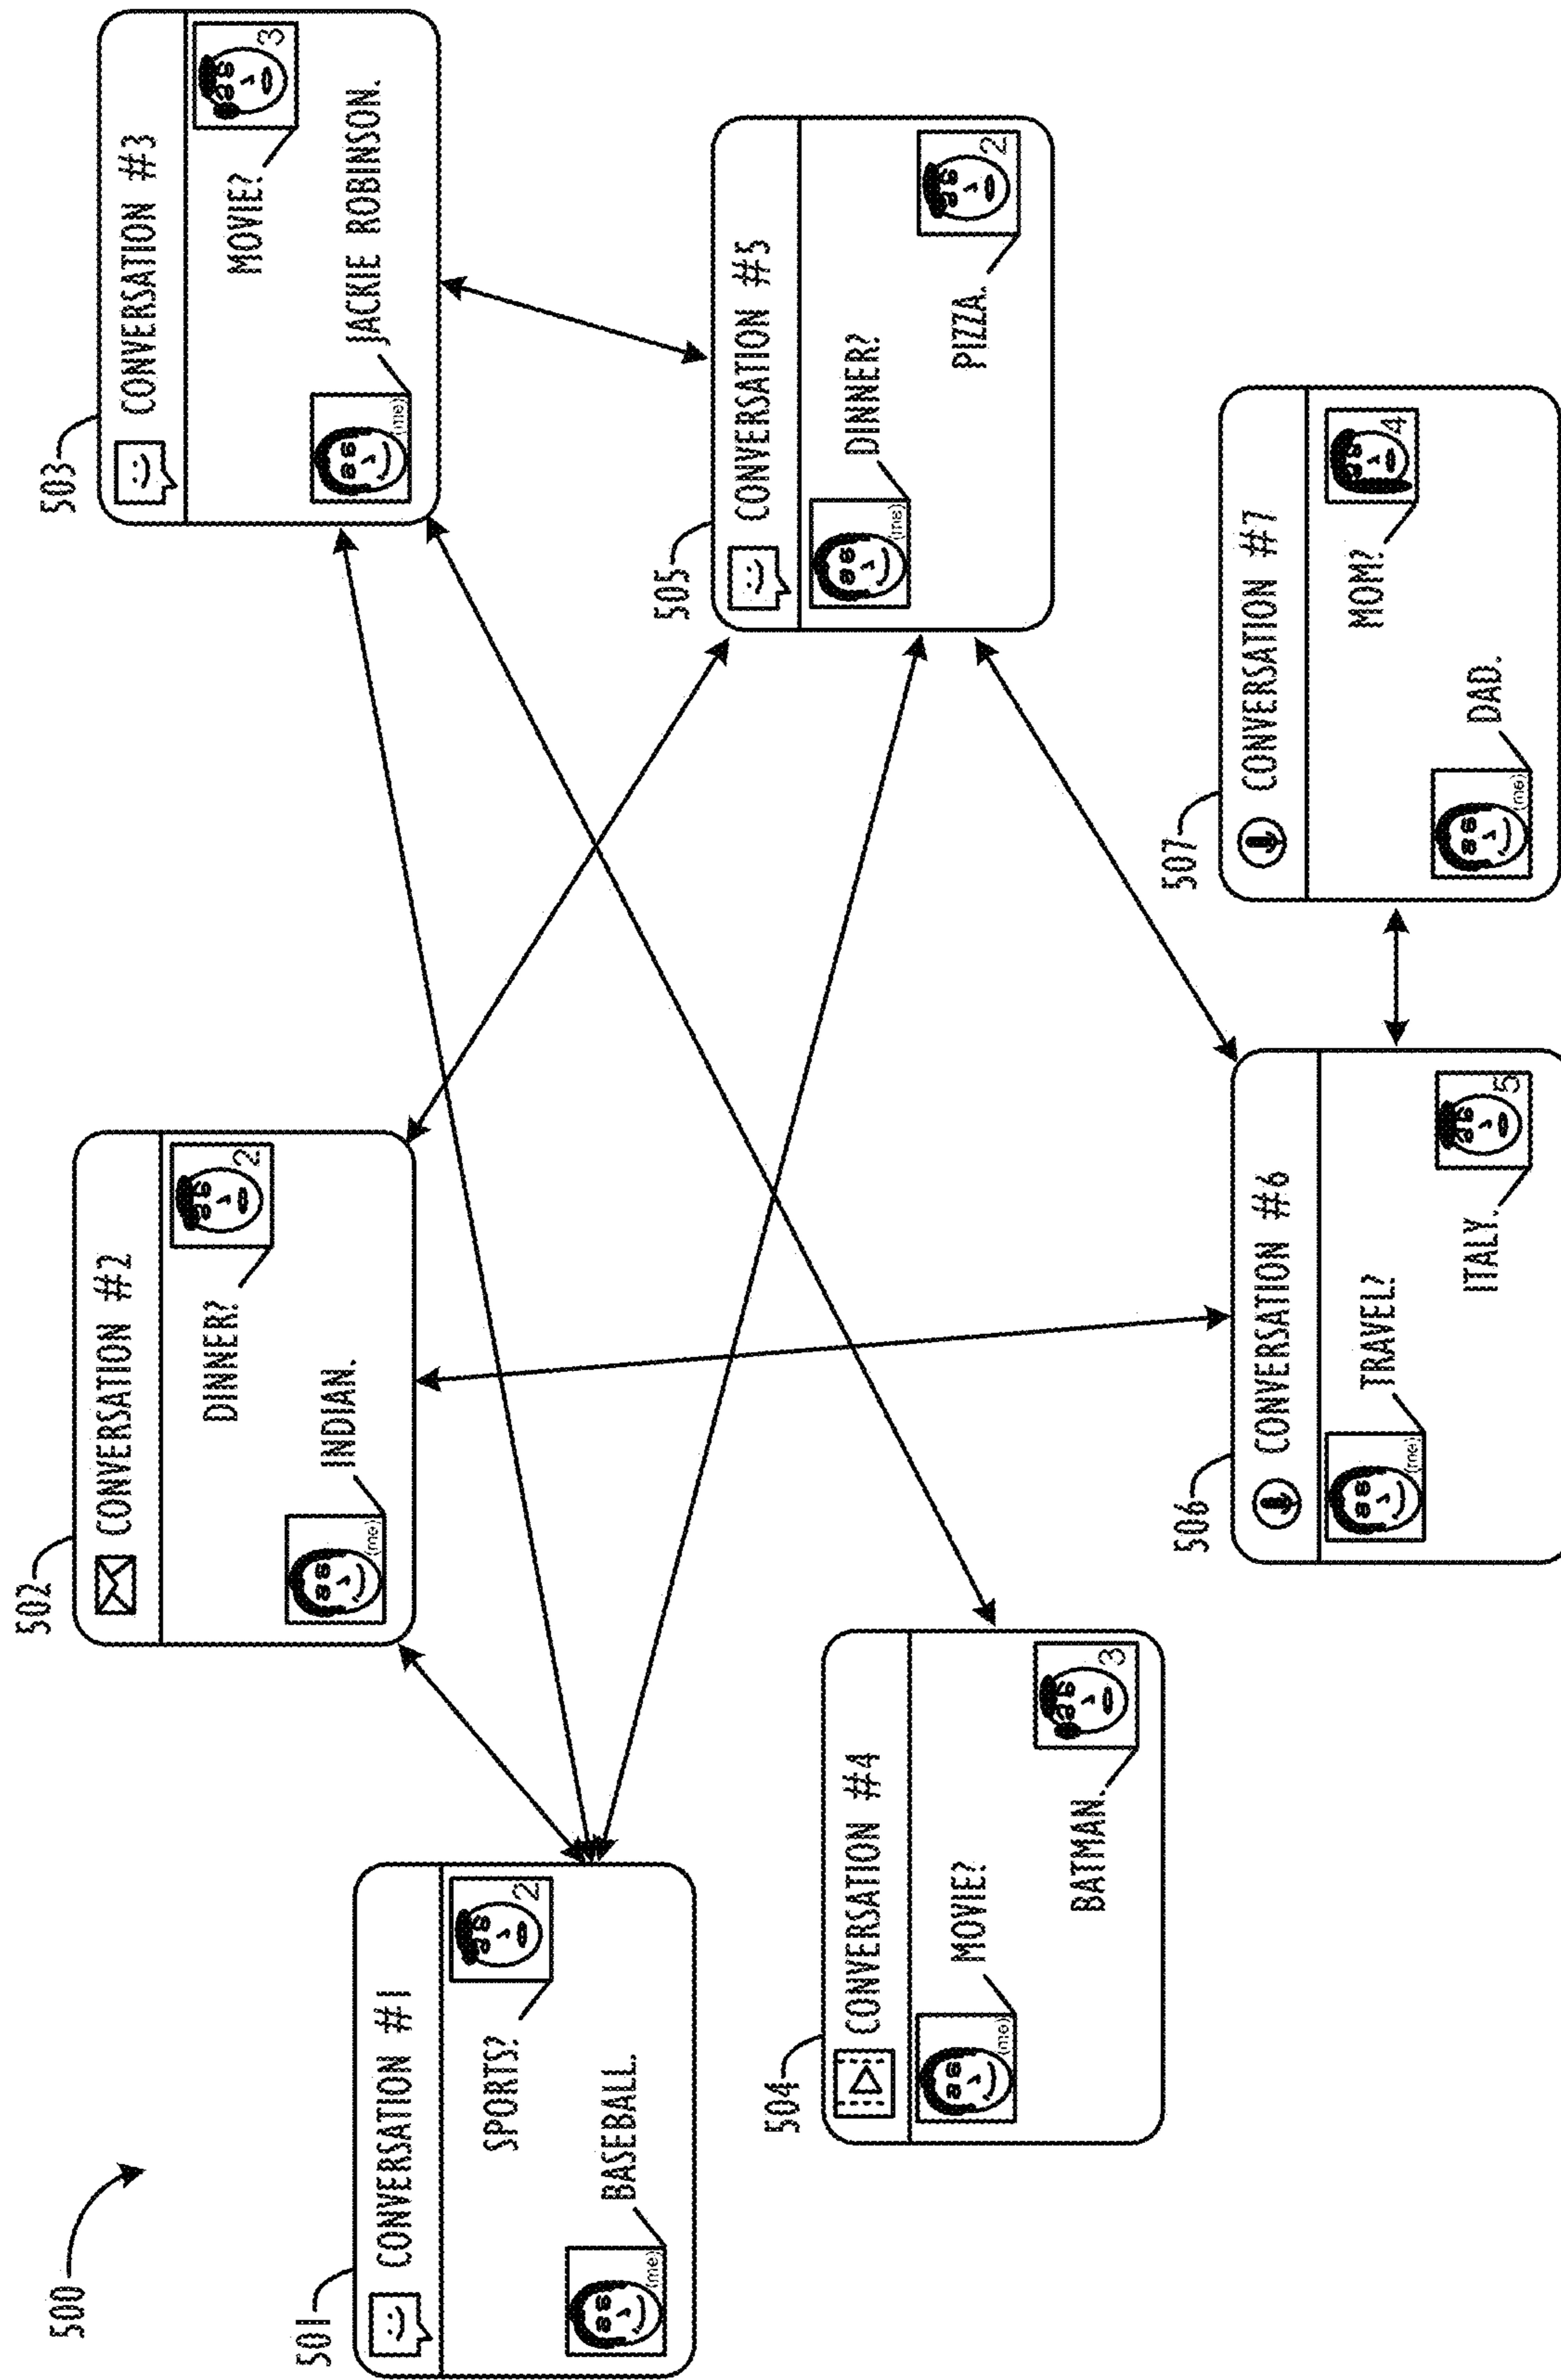 500
501
CONVERSATION #1
SPORTS?
2
BASEBALL.
(me)
502
CONVERSATION #2
DINNER?
2
INDIAN.
(me)
503
CONVERSATION #3
MOVIE?
3
JACKIE ROBINSON.
(me)
504
CONVERSATION #4
MOVIE?
(me)
BATMAN.
3
505
CONVERSATION #5
DINNER?
(me)
PIZZA.
2
506
CONVERSATION #6
TRAVEL?
(me)
ITALY.
5
507
CONVERSATION #7
MOM?
4
DAD.
(me)